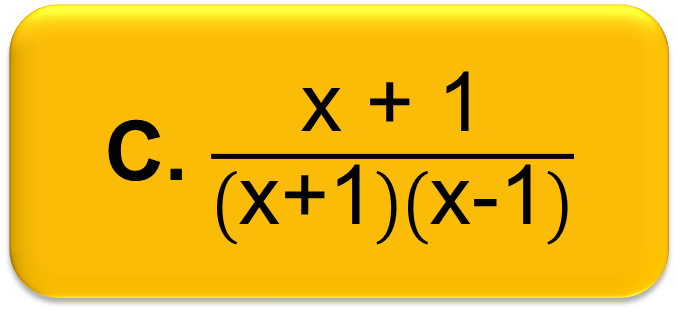 C. x + 1
(x+1)(x-1)